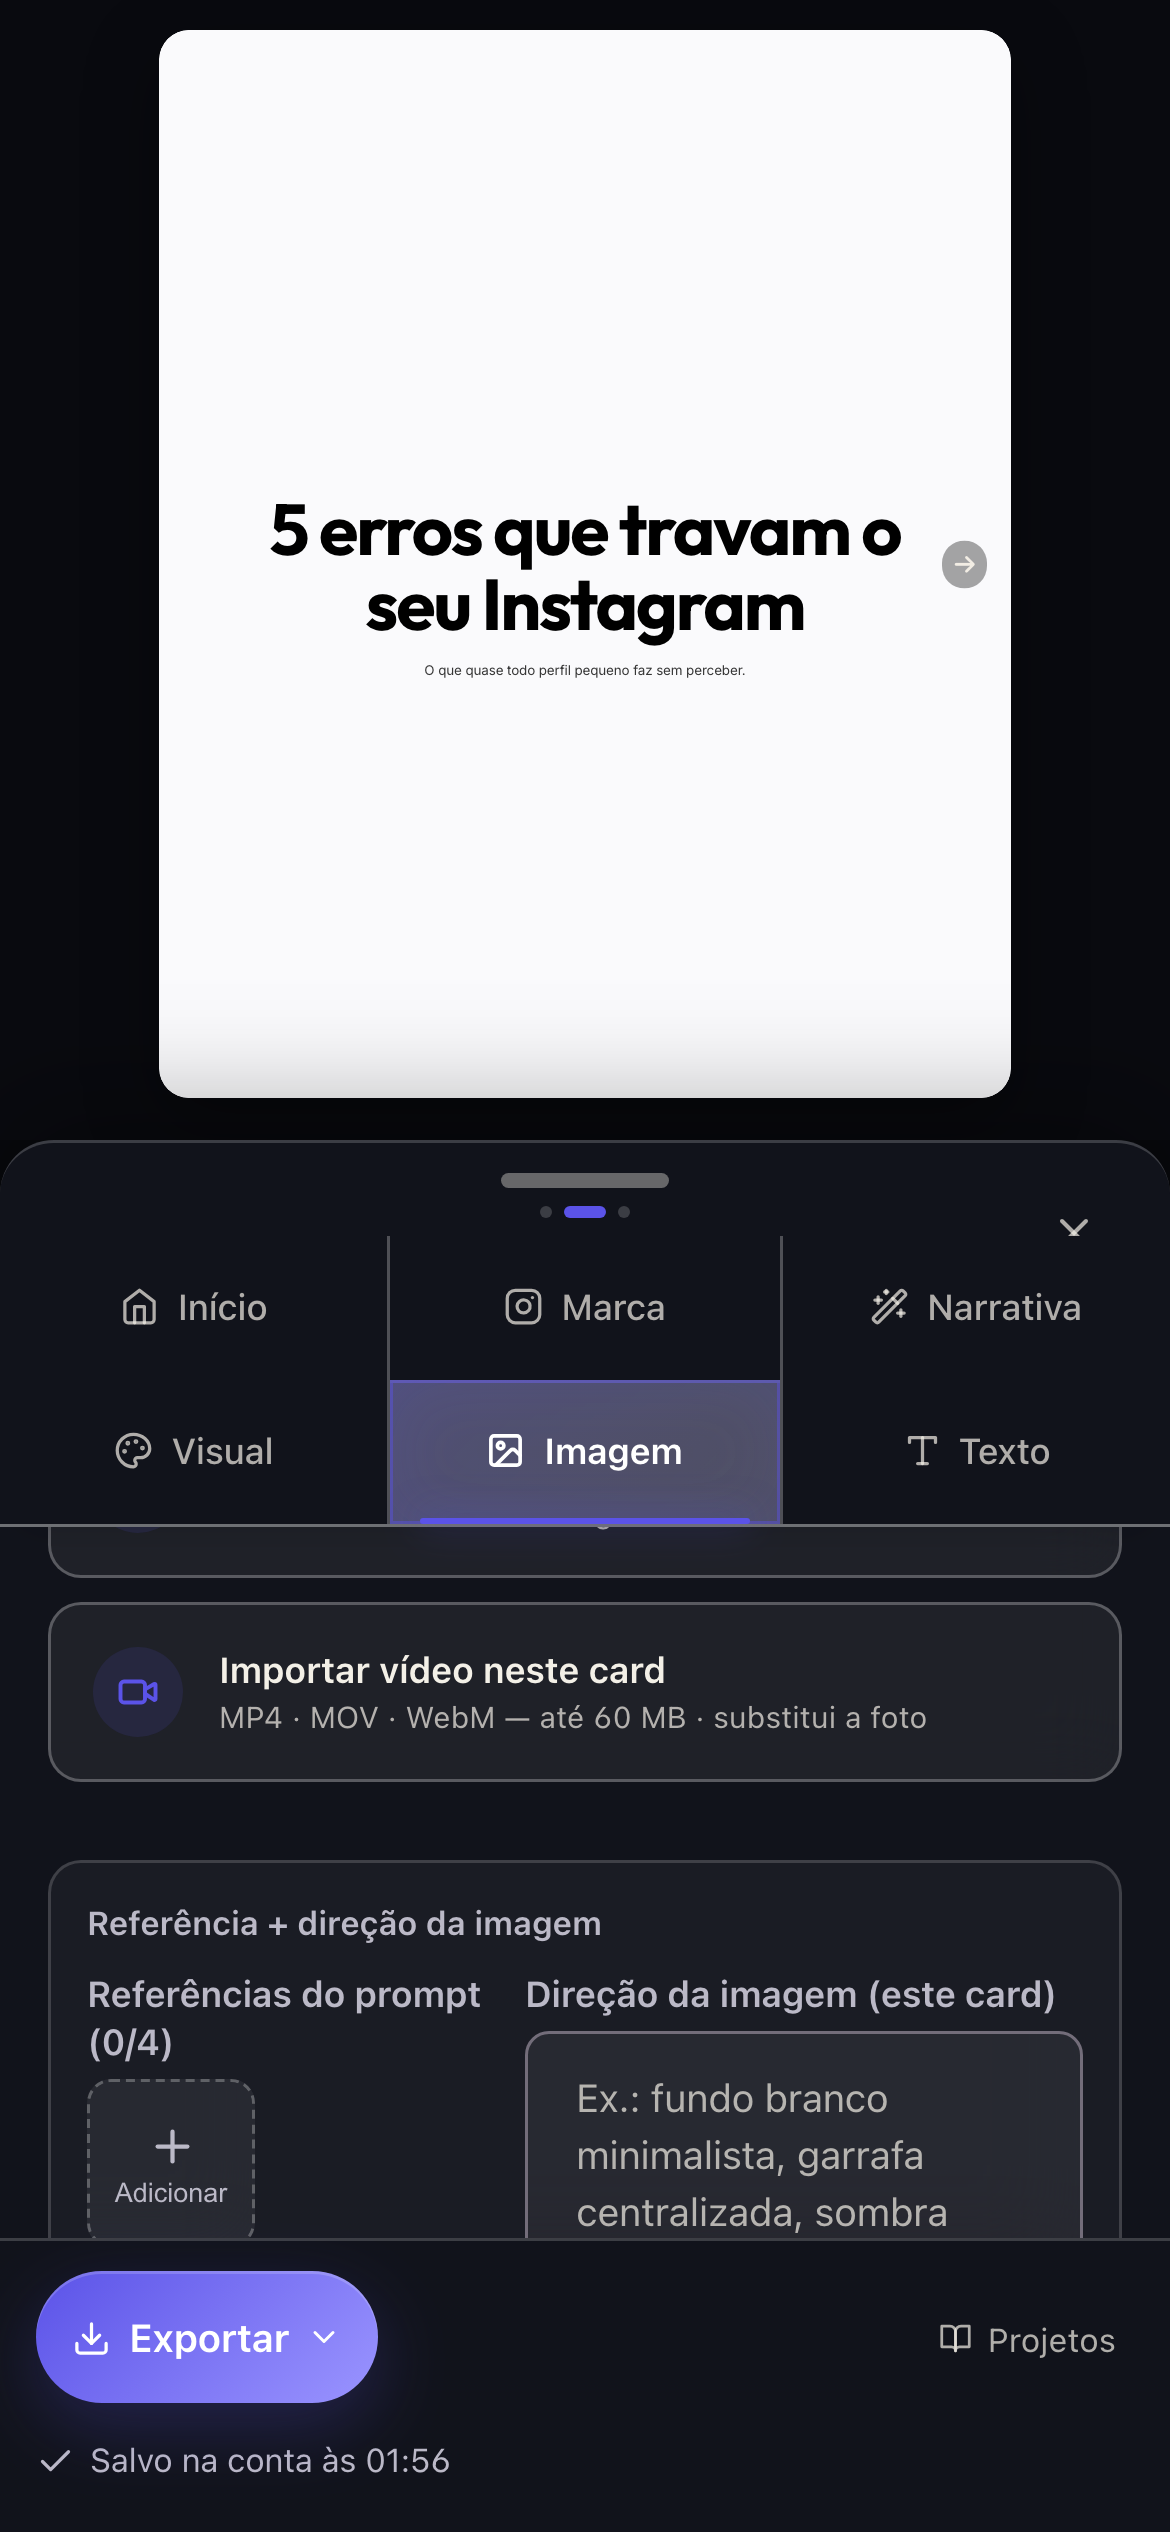 5 erros que travam o
seu Instagram
O que quase todo perfil pequeno faz sem perceber.
Início
Marca
Narrativa
Visual
Imagem
Texto
Importar vídeo neste card
MP4 · MOV · WebM — até 60 MB · substitui a foto
Referência + direção da imagem
Referências do prompt
(0/4)
Adicionar
Direção da imagem (este card)
Ex.: fundo branco
minimalista, garrafa
centralizada, sombra
Exportar
Projetos
Salvo na conta às 01:56